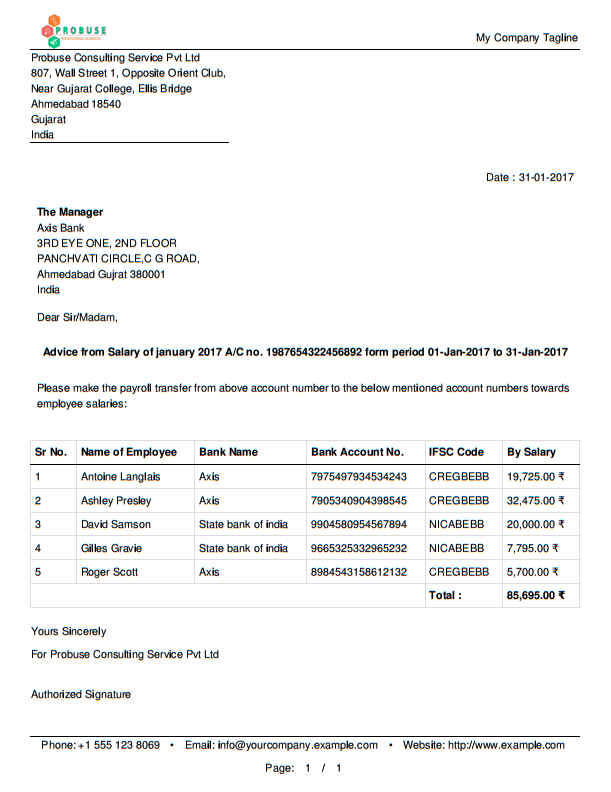 PROBUSE
My Company Tagline
Probuse Consulting Service Pvt Ltd
807, Wall Street 1, Opposite Orient Club,
Near Gujarat College, Ellis Bridge
Ahmedabad 18540
Gujarat
India
Date : 31-01-2017
The Manager
Axis Bank
3RD EYE ONE, 2ND FLOOR
PANCHVATI CIRCLE,C G ROAD,
Ahmedabad Gujrat 380001
India
Dear Sir/Madam,
Advice from Salary of january 2017 A/C no. 1987654322456892 form period 01-Jan-2017 to 31-Jan-2017
Please make the payroll transfer from above account number to the below mentioned account numbers towards
employee salaries:
Sr No. Name of Employee Bank Name Bank Account No. IFSC Code By Salary
1 Antoine Langlais Axis 7975497934534243 CREGBEBB 19,725.00 ₹
2 Ashley Presley Axis 7905340904398545 CREGBEBB 32,475.00 ₹
3 David Samson State bank of india 9904580954567894 NICABEBB 20,000.00 ₹
4 Gilles Gravie State bank of india 9665325332965232 NICABEBB 7,795.00 ₹
5 Roger Scott Axis 8984543158612132 CREGBEBB 5,700.00 ₹
Total : 85,695.00 ₹
Yours Sincerely
For Probuse Consulting Service Pvt Ltd
Authorized Signature
Phone: +1 555 123 8069 • Email: info@yourcompany.example.com • Website: http://www.example.com
Page: 1 / 1